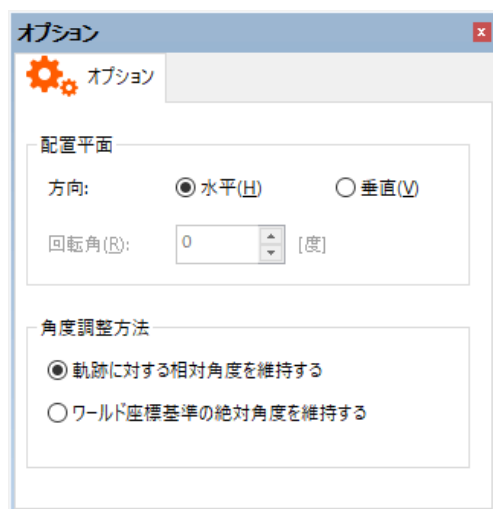 オプション
オプション
配置平面
方向: 水平(H) 垂直(V)
回転角(R): 0 [度]
角度調整方法
軌跡に対する相対角度を維持する
ワールド座標基準の絶対角度を維持する